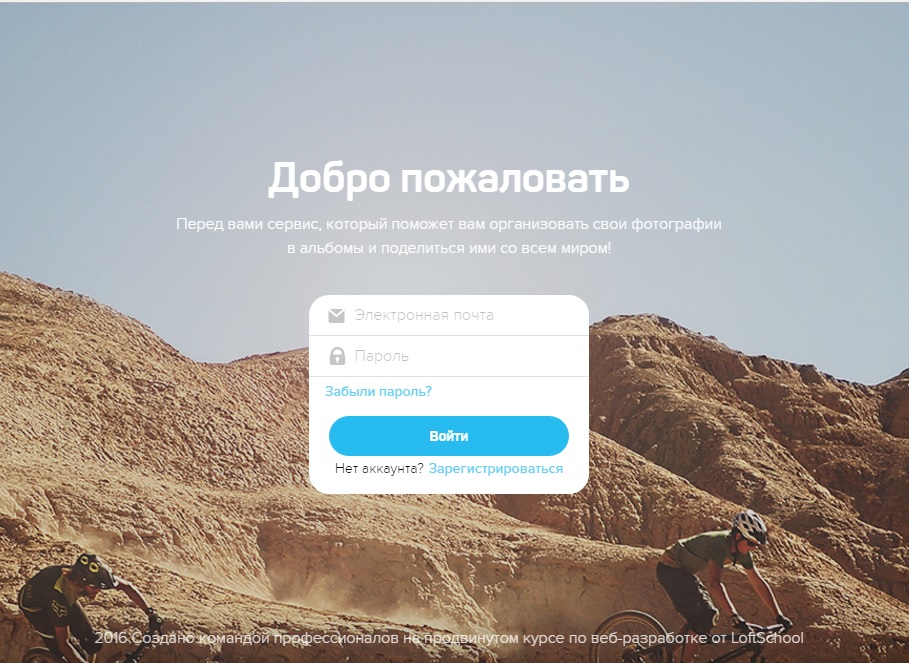 Добро пожаловать
Перед вами сервис, который поможет вам организовать свои фотографии
в альбомы и поделиться ими со всем миром!
Электронная почта
Пароль
Забыли пароль?
Войти
Нет аккаунта? Зарегистрироваться
2016 Создано командой профессионалов на продвинутом курсе по веб-разработке от LoftSchool